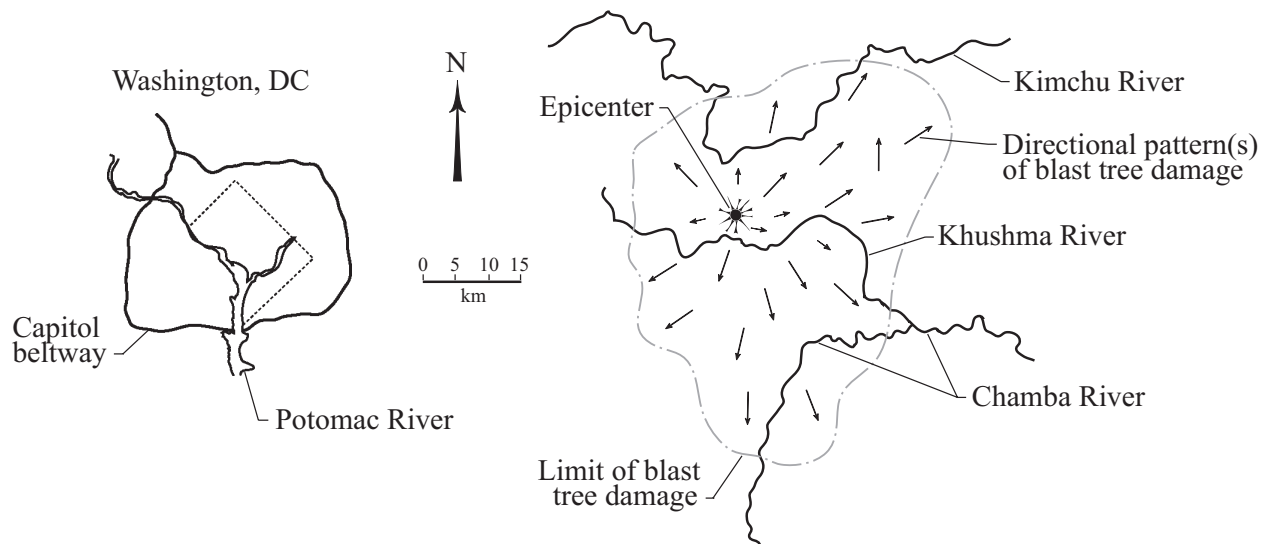 Washington, DC
Capitol
beltway
Potomac River
N
0 5 10 15
km
Epicenter
Kimchu River
Directional pattern(s)
of blast tree damage
Khushma River
Chamba River
Limit of blast
tree damage